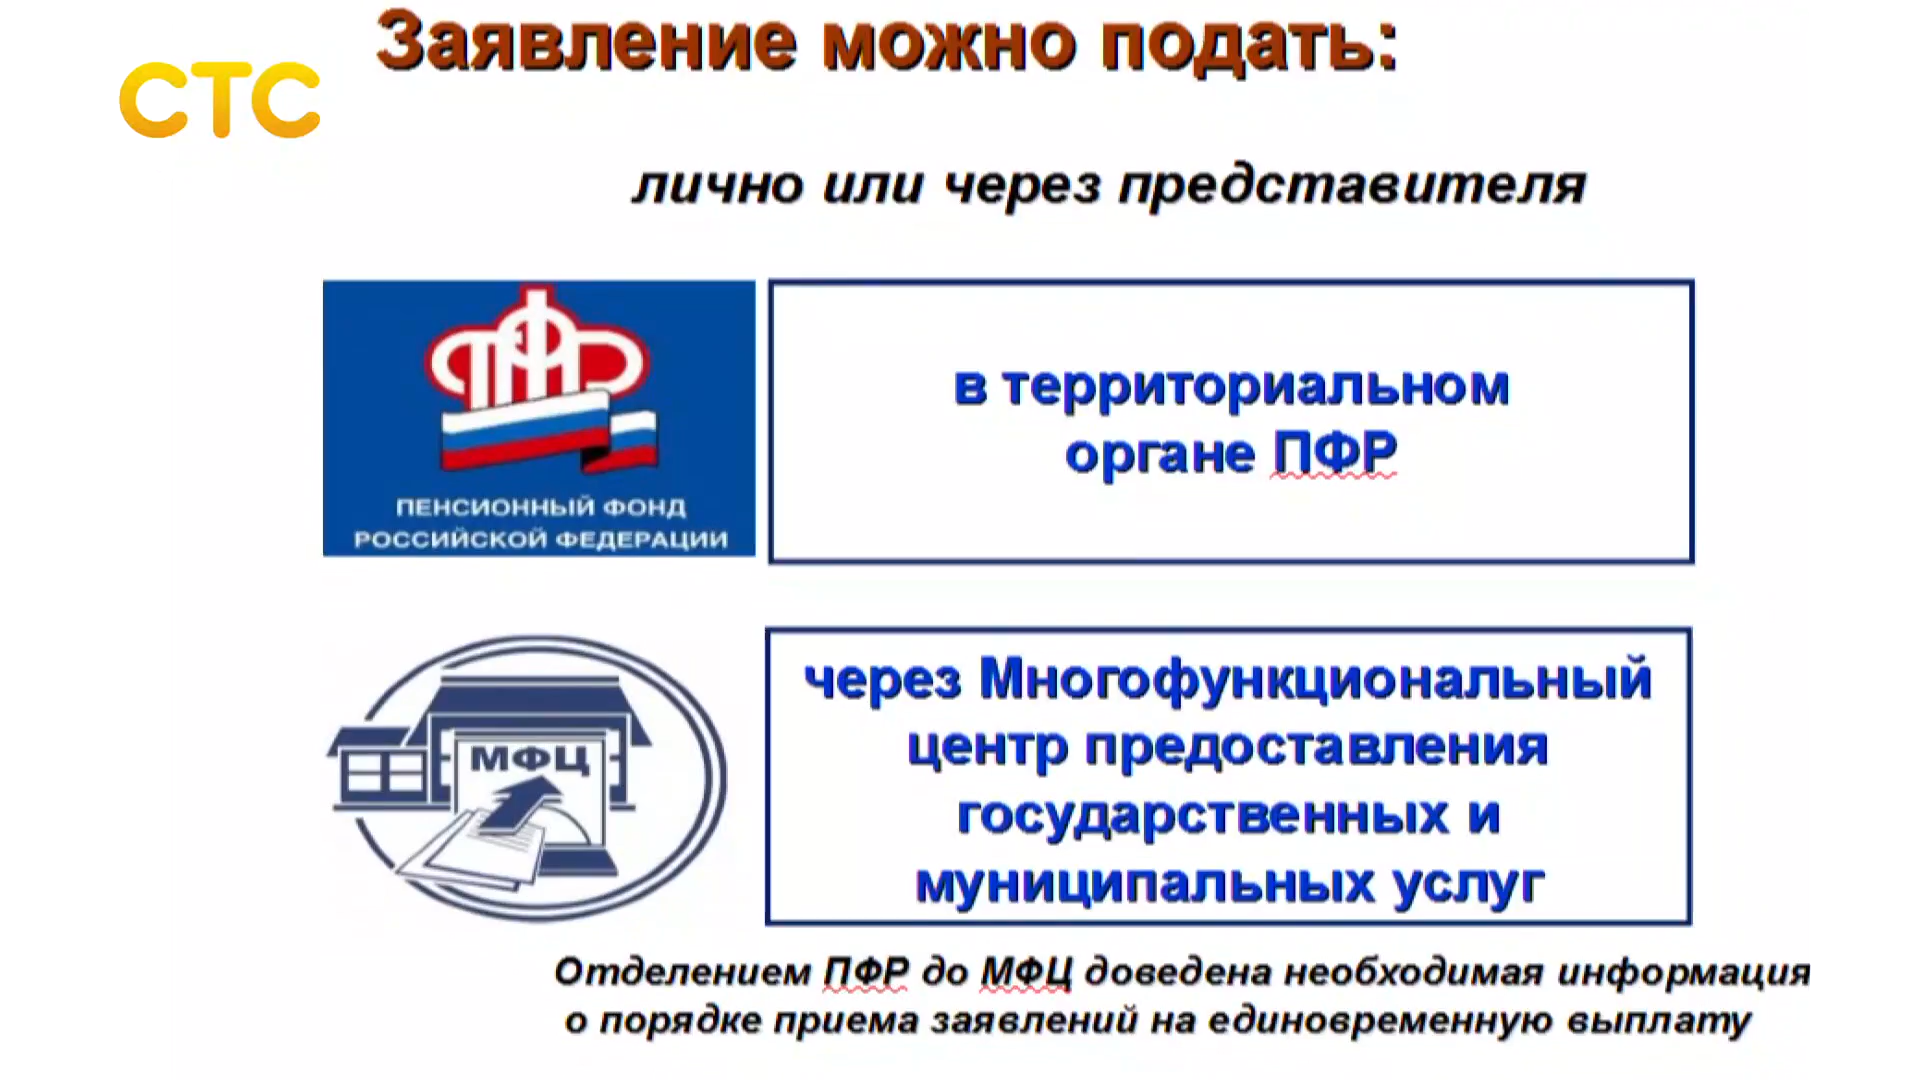 Заявление можно подать:
СТС
лично или через представителя
ПФР
ПЕНСИОННЫЙ ФОНД
РОССИЙСКОЙ ФЕДЕРАЦИИ
в территориальном
органе ПФР
МФЦ
через Многофункциональный
центр предоставления
государственных и
муниципальных услуг
Отделением ПФР до МФЦ доведена необходимая информация
о порядке приема заявлений на единовременную выплату